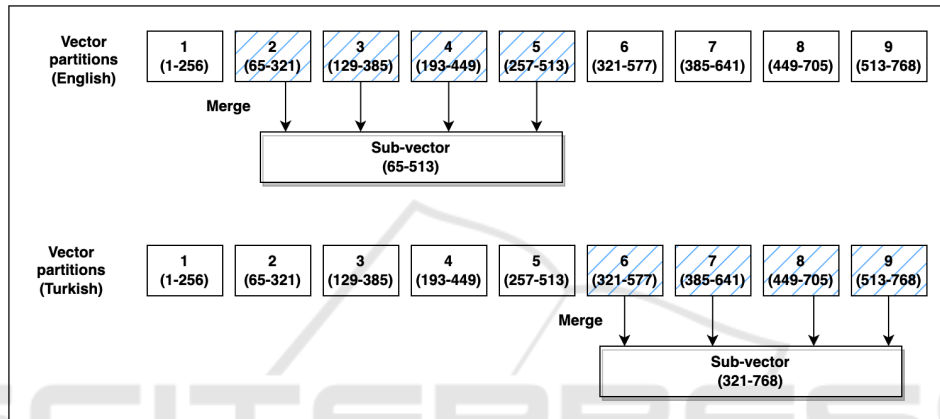 Vector partitions (English)
1 2 3 4 5 6 7 8 9
(1-256) (65-321) (129-385) (193-449) (257-513) (321-577) (385-641) (449-705) (513-768)
Merge
Sub-vector
(65-513)
Vector partitions (Turkish)
1 2 3 4 5 6 7 8 9
(1-256) (65-321) (129-385) (193-449) (257-513) (321-577) (385-641) (449-705) (513-768)
Merge
Sub-vector
(321-768)